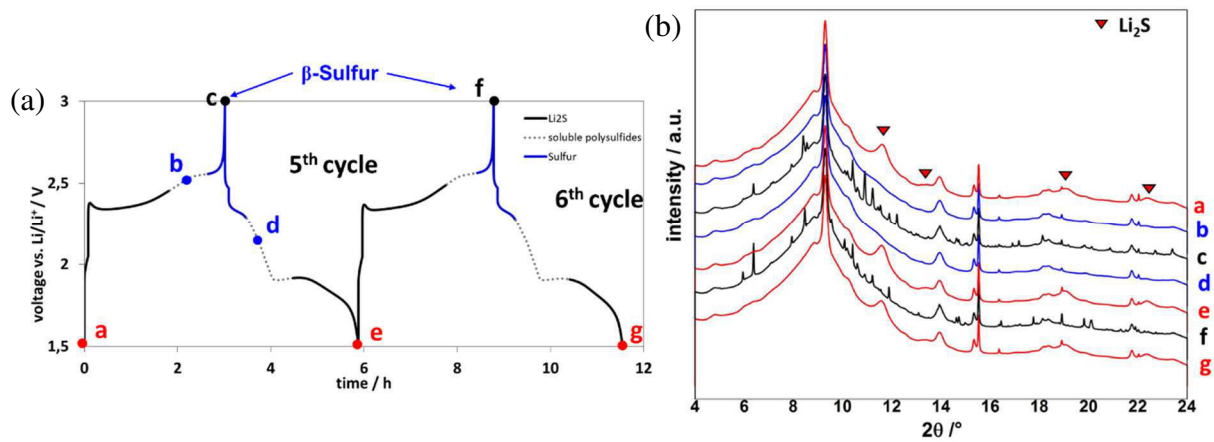 (a)
β-Sulfur
c
f
3
2,5
2
1,5
voltage vs. Li/Li⁺ / V
b
d
a
e
g
5th cycle
6th cycle
Li2S
soluble polysulfides
Sulfur
0
2
4
6
8
10
12
time / h
(b)
Li₂S
intensity / a.u.
a
b
c
d
e
f
g
4
6
8
10
12
14
16
18
20
22
24
2θ /°